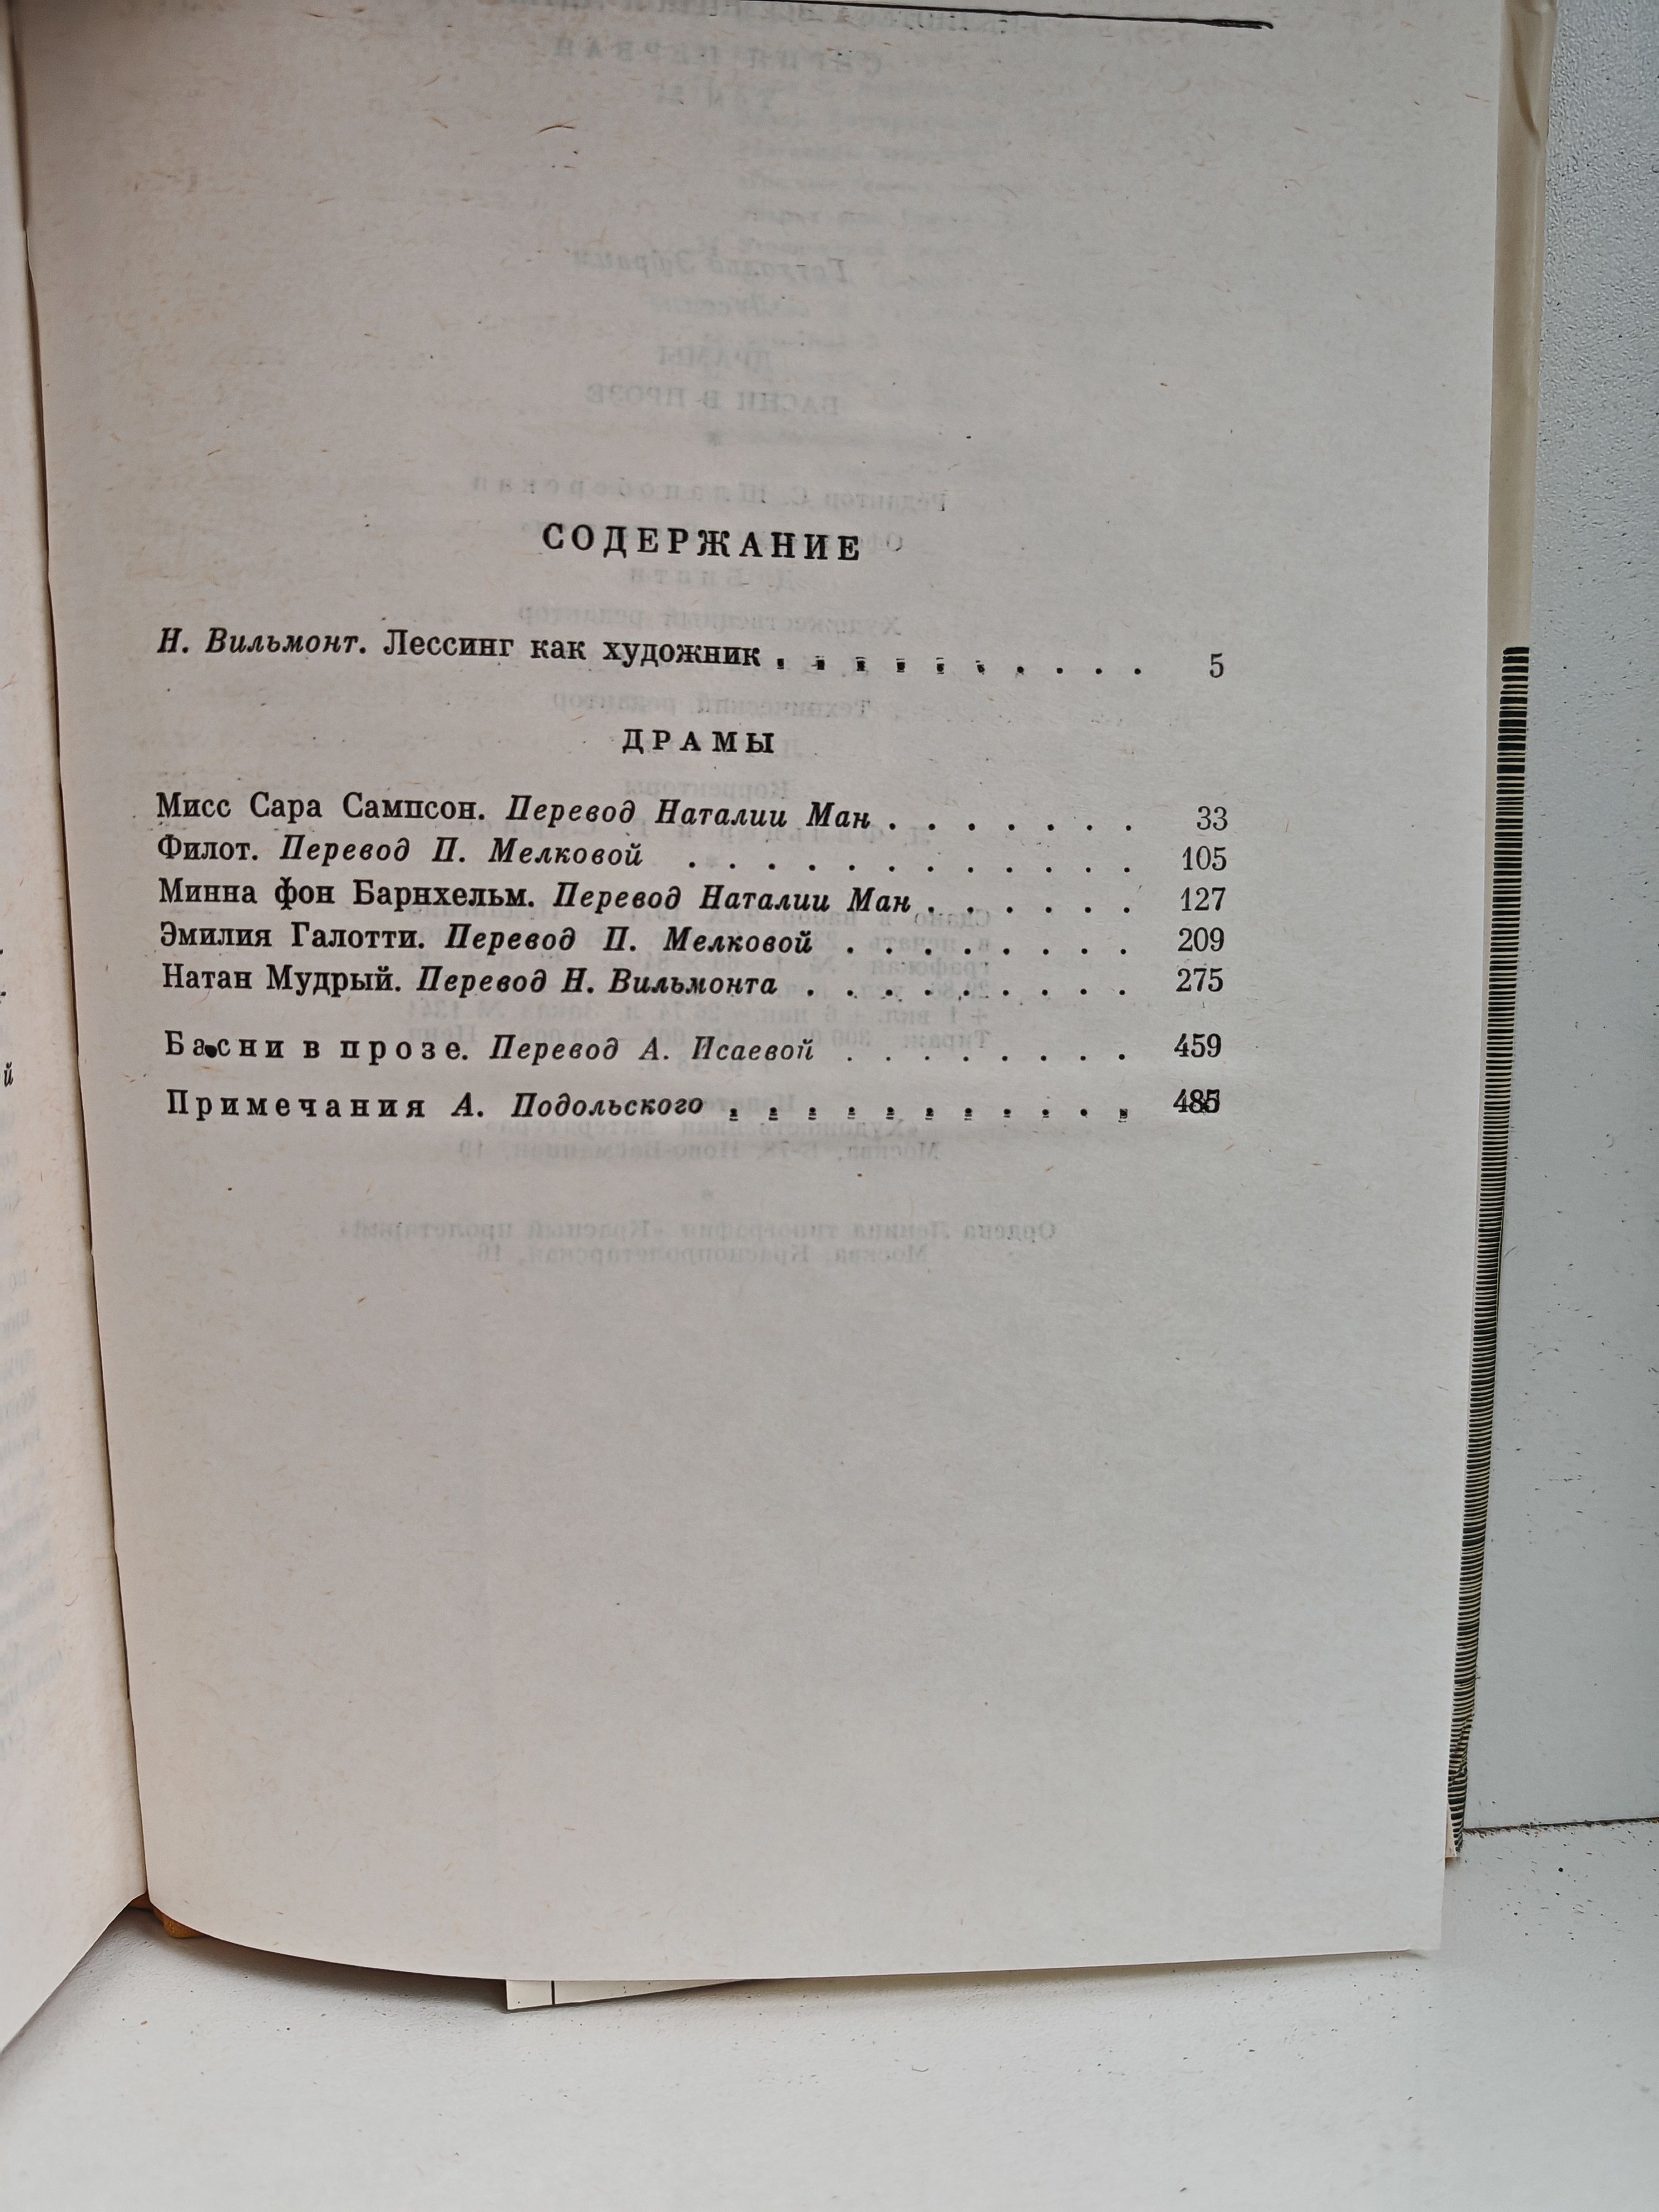 СОДЕРЖАНИЕ
Н. Вильмонт. Лессинг как художник . . . . . . . . . . 5
ДРАМЫ
Мисс Сара Сампсон. Перевод Наталии Ман . . . . . . . 33
Филот. Перевод П. Мелковой . . . . . . . . . . . . 105
Минна фон Барнхельм. Перевод Наталии Ман . . . . . . 127
Эмилия Галотти. Перевод П. Мелковой . . . . . . . . 209
Натан Мудрый. Перевод Н. Вильмонта . . . . . . . . . 275
Басни в прозе. Перевод А. Исаевой . . . . . . . . 459
Примечания А. Подольского . . . . . . . . . . .